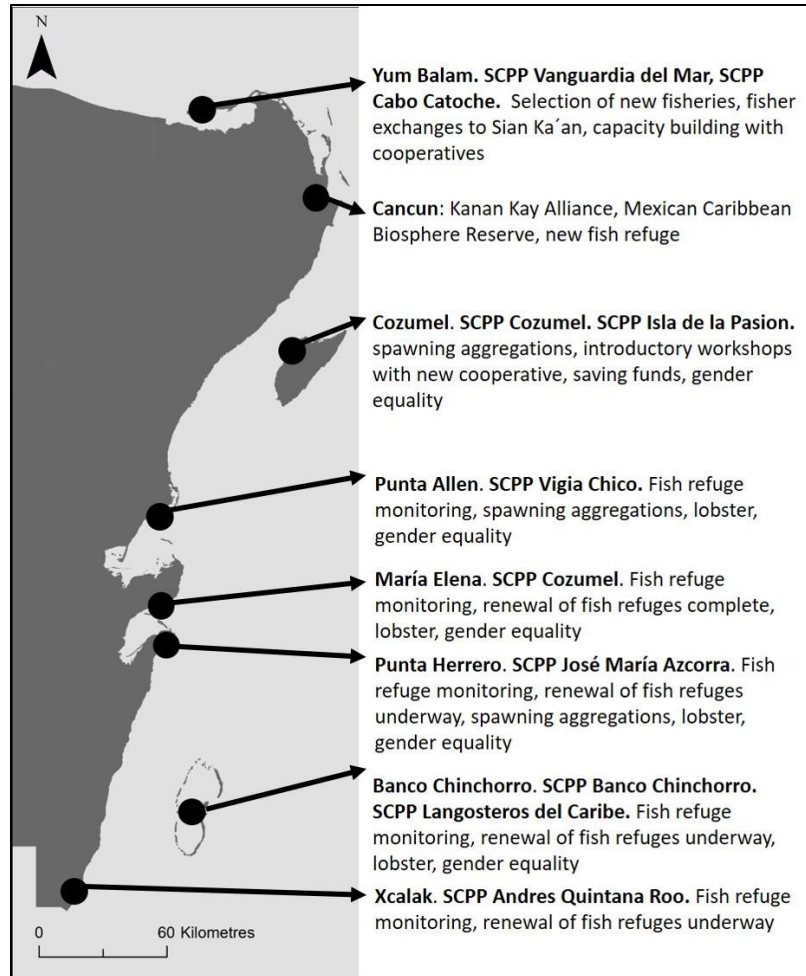 N
Yum Balam. SCPP Vanguardia del Mar, SCPP
Cabo Catoche. Selection of new fisheries, fisher
exchanges to Sian Ka´an, capacity building with
cooperatives
Cancun: Kanan Kay Alliance, Mexican Caribbean
Biosphere Reserve, new fish refuge
Cozumel. SCPP Cozumel. SCPP Isla de la Pasion.
spawning aggregations, introductory workshops
with new cooperative, saving funds, gender
equality
Punta Allen. SCPP Vigia Chico. Fish refuge
monitoring, spawning aggregations, lobster,
gender equality
María Elena. SCPP Cozumel. Fish refuge
monitoring, renewal of fish refuges complete,
lobster, gender equality
Punta Herrero. SCPP José María Azcorra. Fish
refuge monitoring, renewal of fish refuges
underway, spawning aggregations, lobster,
gender equality
Banco Chinchorro. SCPP Banco Chinchorro.
SCPP Langosteros del Caribe. Fish refuge
monitoring, renewal of fish refuges underway,
lobster, gender equality
Xcalak. SCPP Andres Quintana Roo. Fish refuge
monitoring, renewal of fish refuges underway
0 60 Kilometres